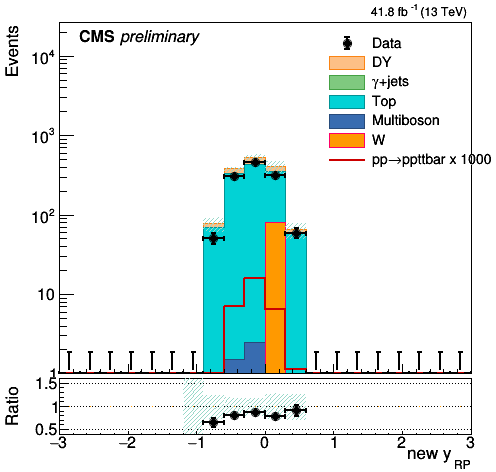 41.8 fb⁻¹ (13 TeV)
Events
CMS preliminary
Data
DY
γ+jets
Top
Multiboson
W
pp→ppttbar x 1000
10³
10²
10
1
Ratio
1.5
1
0.5
−3 −2 −1 0 1 2 3
new y_RP